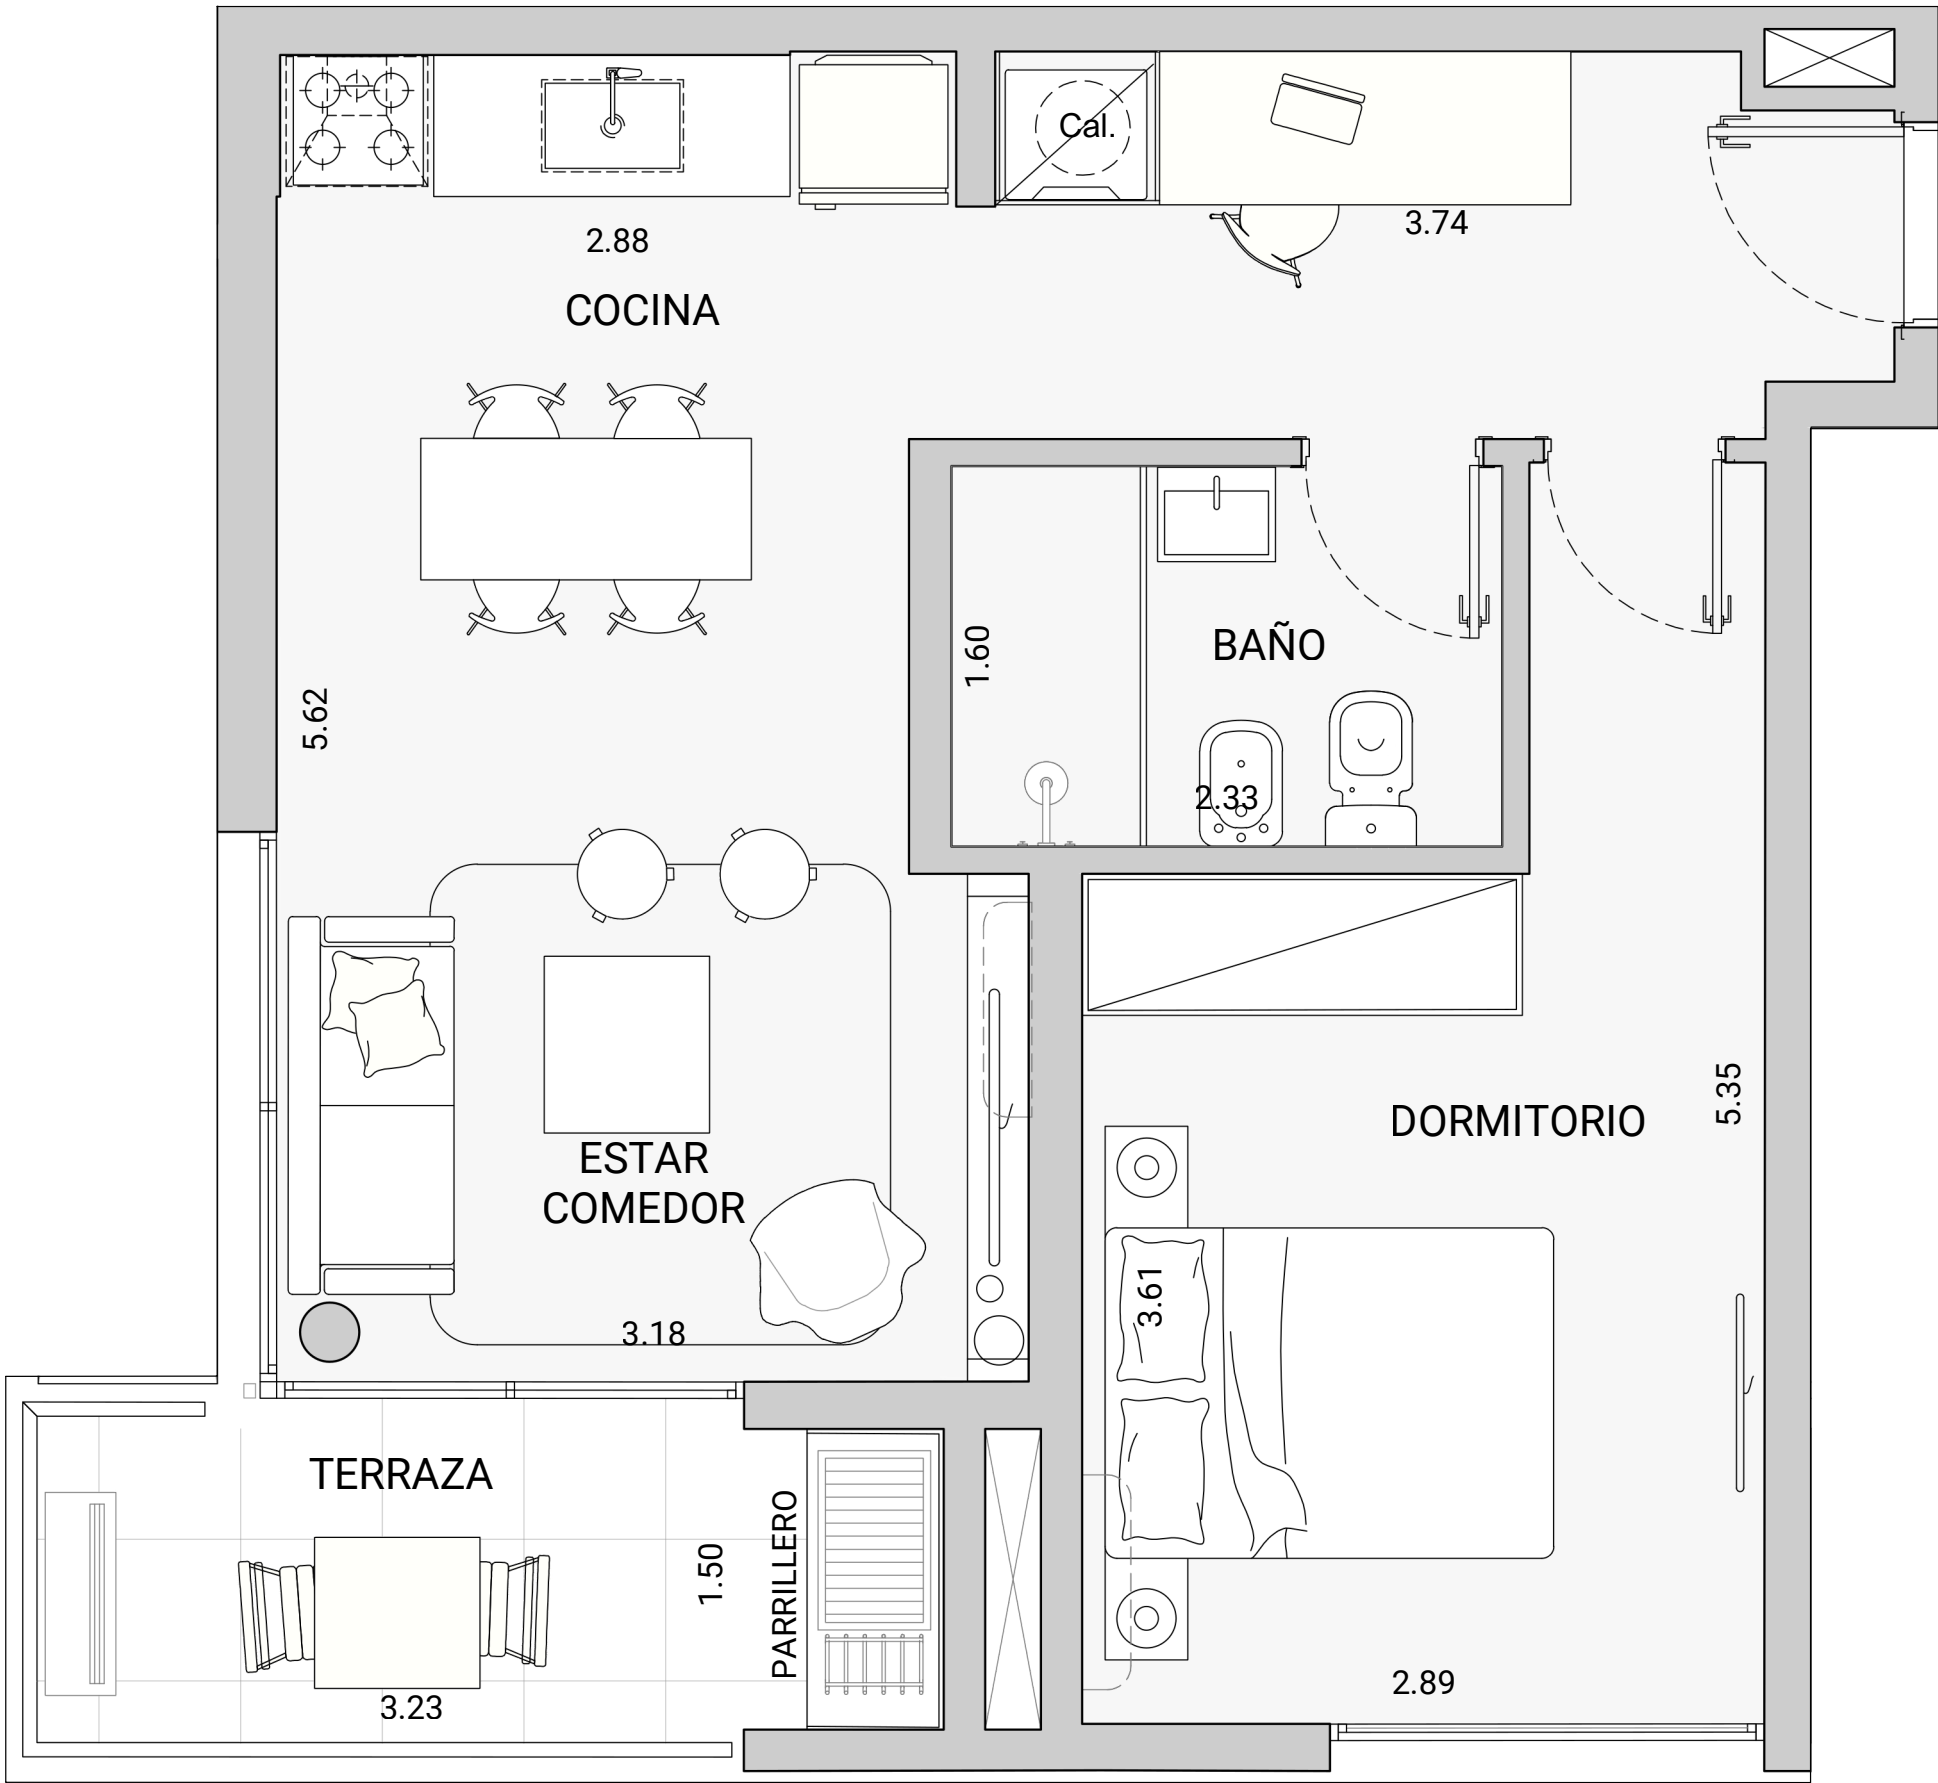 Cal.
2.88
3.74
COCINA
5.62
1.60
BAÑO
2.33
5.35
DORMITORIO
ESTAR
COMEDOR
3.61
3.18
TERRAZA
1.50
PARRILLERO
3.23
2.89